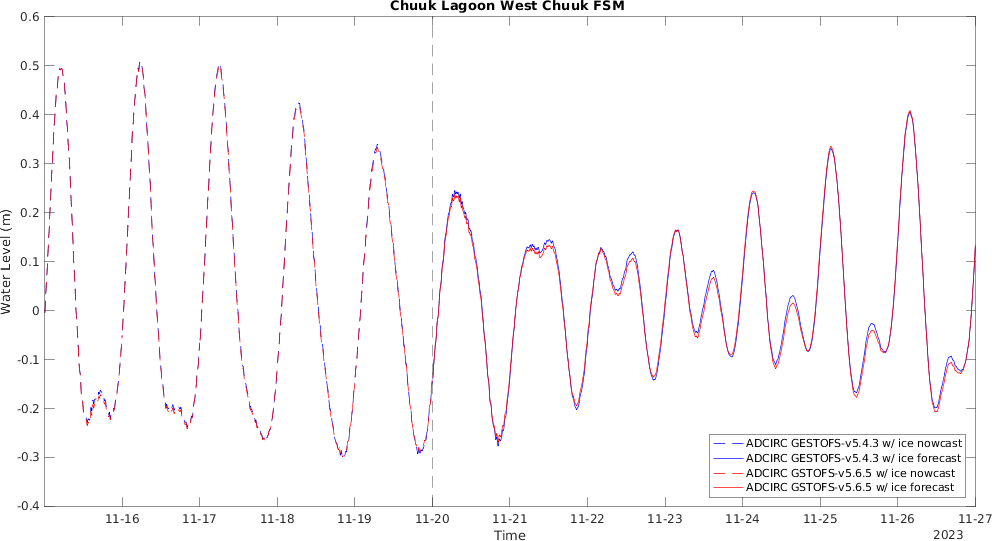 Chuuk Lagoon West Chuuk FSM
0.6
0.5
0.4
0.3
0.2
0.1
0
-0.1
-0.2
-0.3
-0.4
Water Level (m)
ADCIRC GESTOFS-v5.4.3 w/ ice nowcast
ADCIRC GESTOFS-v5.4.3 w/ ice forecast
ADCIRC GSTOFS-v5.6.5 w/ ice nowcast
ADCIRC GSTOFS-v5.6.5 w/ ice forecast
11-16 11-17 11-18 11-19 11-20 11-21 11-22 11-23 11-24 11-25 11-26 11-27
Time
2023